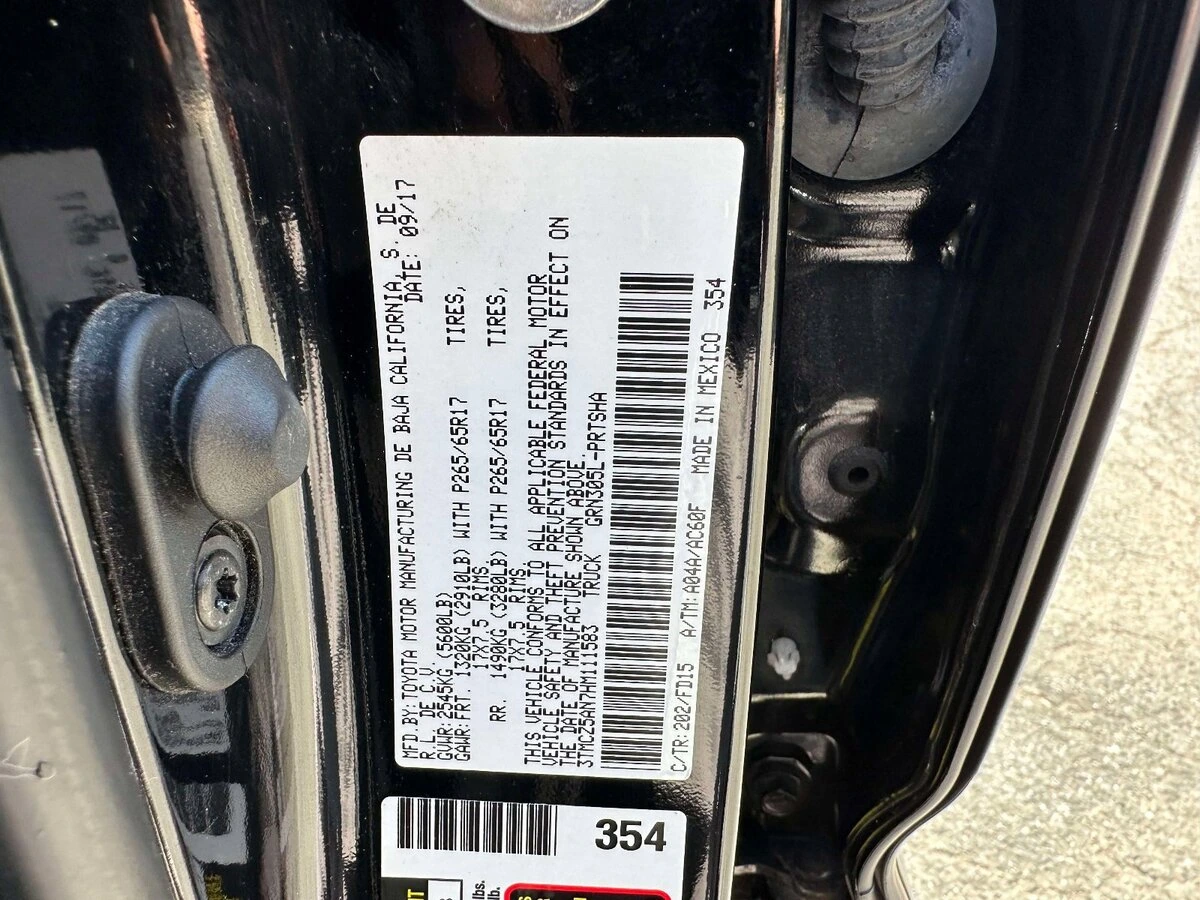 MFD.BY:TOYOTA MOTOR MANUFACTURING DE BAJA CALIFORNIA, S. DE
R.L. DE C.V. DATE: 09/17
GVWR:2545KG (5600LB)
GAWR:FRT. 1320KG (2910LB) WITH P265/65R17 TIRES,
17X7.5 RIMS,
RR. 1490KG (3280LB) WITH P265/65R17 TIRES,
17X7.5 RIMS
THIS VEHICLE CONFORMS TO ALL APPLICABLE FEDERAL MOTOR
VEHICLE SAFETY AND THEFT PREVENTION STANDARDS IN EFFECT ON
THE DATE OF MANUFACTURE SHOWN ABOVE.
3TMCZ5AN7HM111583 TRUCK GRN305L-PRTSHA
C/TR:202/FD15 A/TM:A04A/AC60F MADE IN MEXICO 354
354
lbs.
lb.